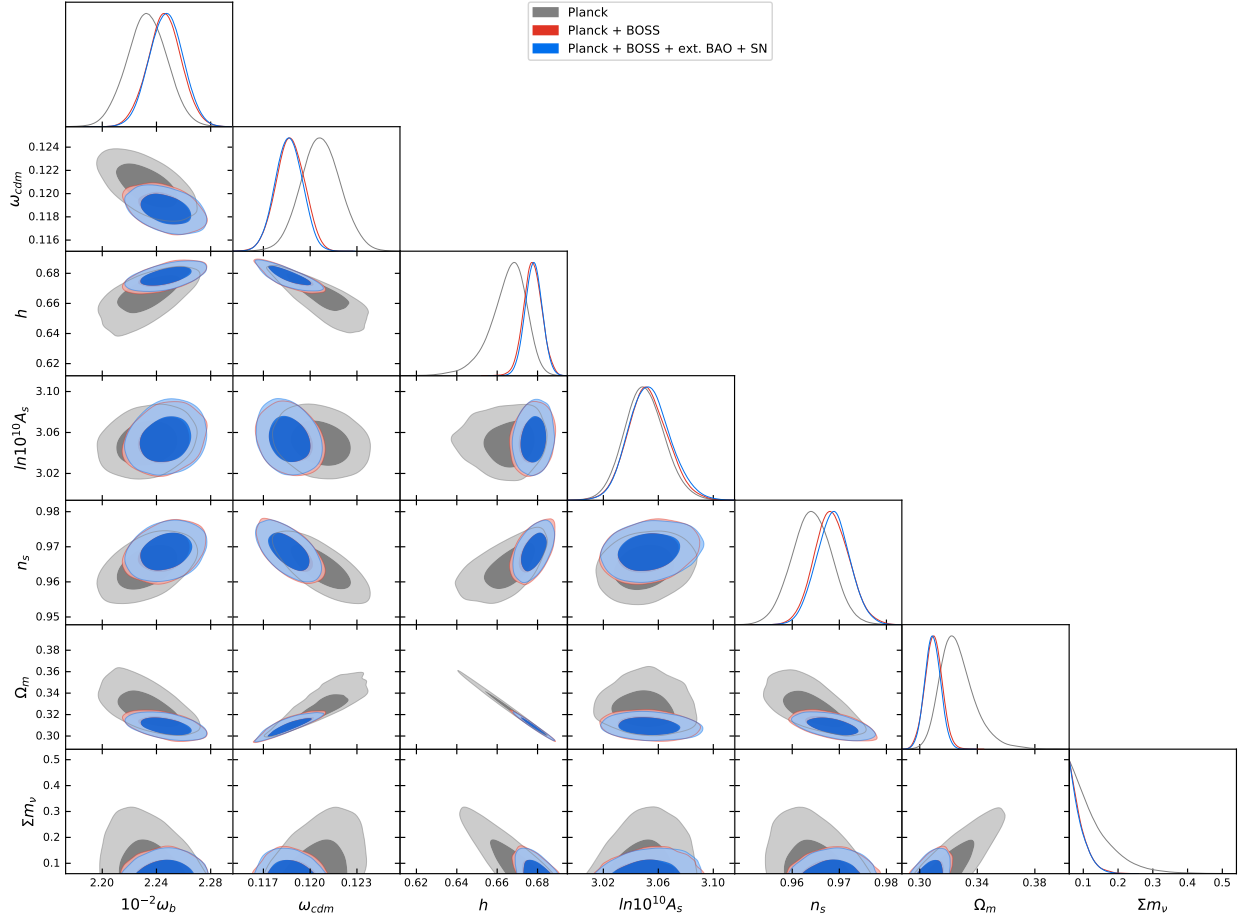 Planck
Planck + BOSS
Planck + BOSS + ext. BAO + SN
0.124
0.122
0.120
0.118
0.116
ω_cdm
0.68
0.66
0.64
0.62
h
3.10
3.06
3.02
ln10^10A_s
0.98
0.97
0.96
0.95
n_s
0.38
0.36
0.34
0.32
0.30
Ω_m
0.5
0.4
0.3
0.2
0.1
Σm_ν
2.20 2.24 2.28 0.117 0.120 0.123 0.62 0.64 0.66 0.68 3.02 3.06 3.10 0.96 0.97 0.98 0.30 0.34 0.38 0.1 0.2 0.3 0.4 0.5
10^-2ω_b ω_cdm h ln10^10A_s n_s Ω_m Σm_ν